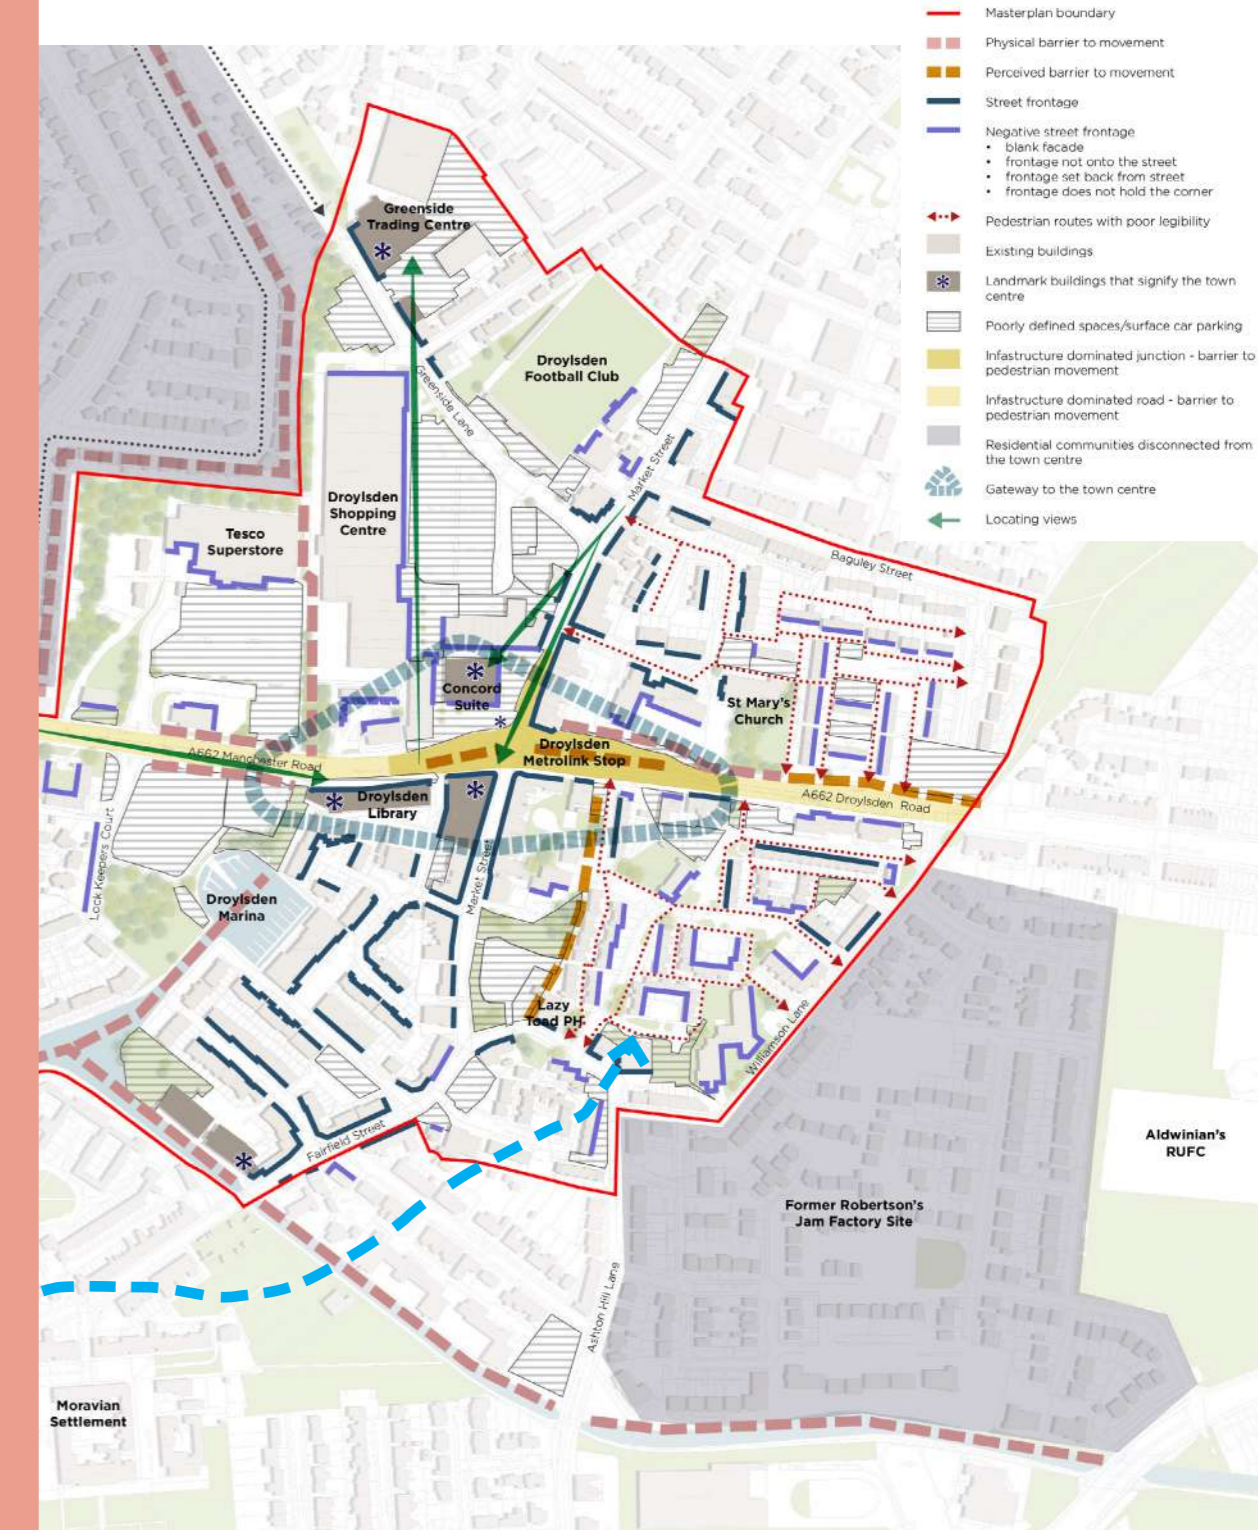 Masterplan boundary
Physical barrier to movement
Perceived barrier to movement
Street frontage
Negative street frontage
• blank facade
• frontage not onto the street
• frontage set back from street
• frontage does not hold the corner
Pedestrian routes with poor legibility
Existing buildings
Landmark buildings that signify the town
centre
Poorly defined spaces/surface car parking
Infastructure dominated junction - barrier to
pedestrian movement
Infastructure dominated road - barrier to
pedestrian movement
Residential communities disconnected from
the town centre
Gateway to the town centre
Locating views
Greenside
Trading Centre
Droylsden
Football Club
Greenside Lane
Market Street
Droylsden
Shopping
Centre
Tesco
Superstore
Baguley Street
Concord
Suite
St Mary's
Church
Droylsden
Metrolink Stop
A662 Manchester Road
A662 Droylsden Road
Droylsden
Library
Lock Keepers Court
Market Street
Droylsden
Marina
Lazy
Toad PH
Williamson Lane
Fairfield Street
Aldwinian's
RUFC
Former Robertson's
Jam Factory Site
Ashton Hill Lane
Moravian
Settlement